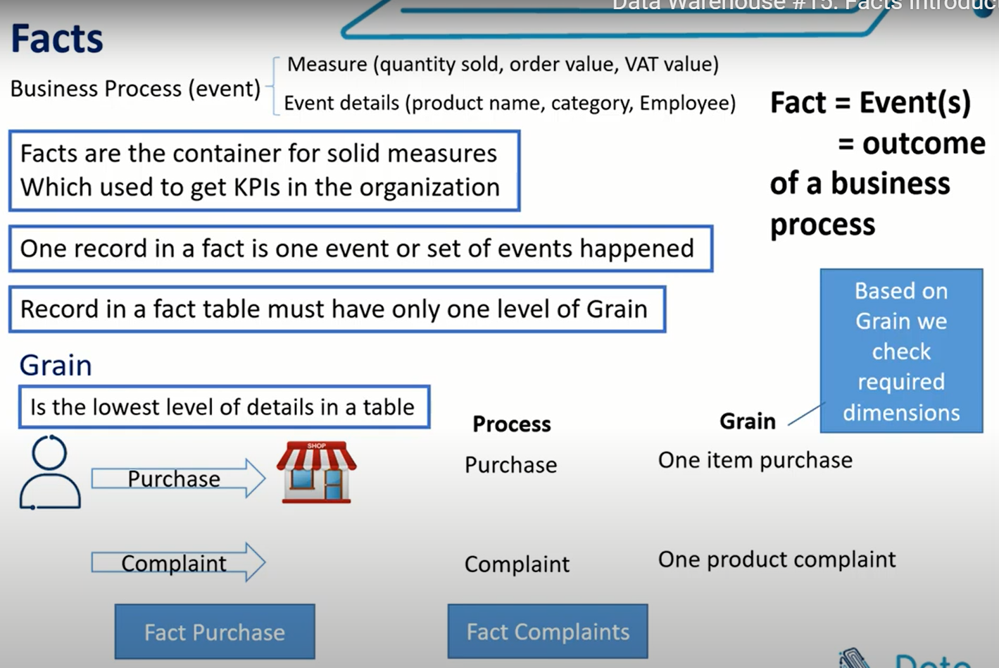 Data Warehouse #15: Facts Introduc
Facts
Business Process (event)
Measure (quantity sold, order value, VAT value)
Event details (product name, category, Employee)
Fact = Event(s)
= outcome
of a business
process
Facts are the container for solid measures
Which used to get KPIs in the organization
One record in a fact is one event or set of events happened
Record in a fact table must have only one level of Grain
Based on
Grain we
check
required
dimensions
Grain
Is the lowest level of details in a table
Process
Grain
SHOP
Purchase
Purchase
One item purchase
Complaint
Complaint
One product complaint
Fact Purchase
Fact Complaints
Data